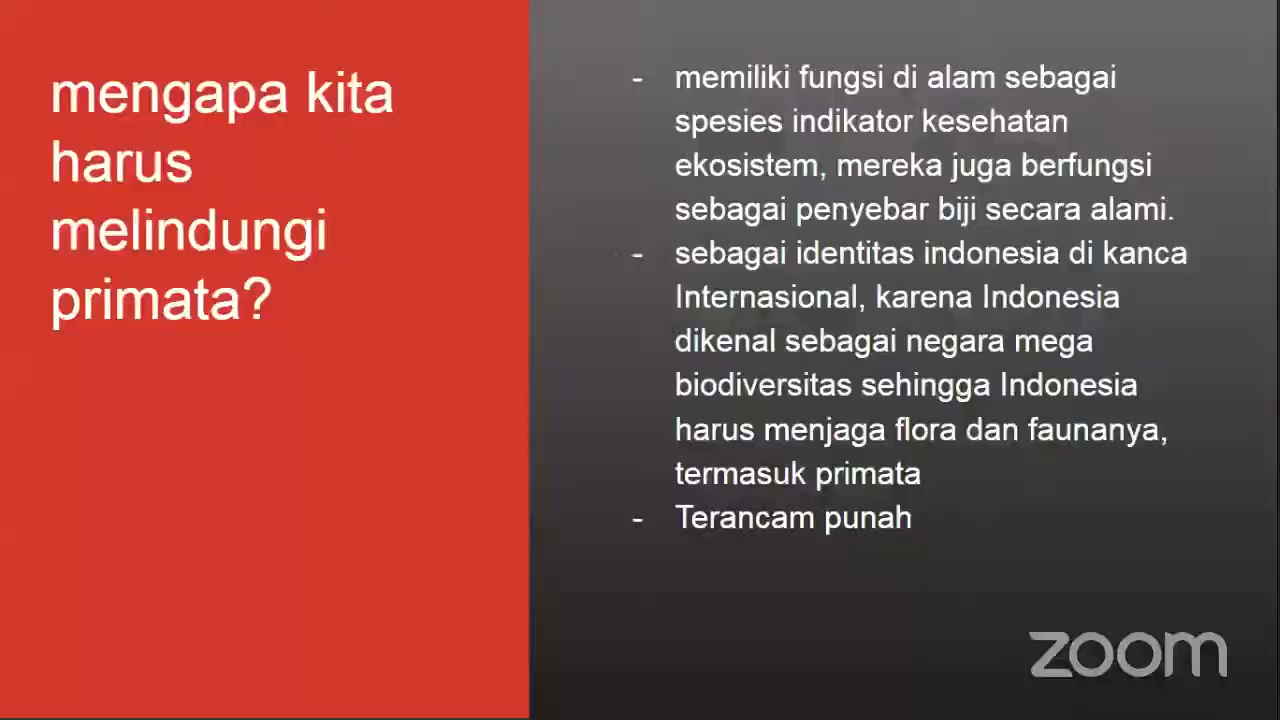 mengapa kita
harus
melindungi
primata?
- memiliki fungsi di alam sebagai
spesies indikator kesehatan
ekosistem, mereka juga berfungsi
sebagai penyebar biji secara alami.
- sebagai identitas indonesia di kanca
Internasional, karena Indonesia
dikenal sebagai negara mega
biodiversitas sehingga Indonesia
harus menjaga flora dan faunanya,
termasuk primata
- Terancam punah
zoom